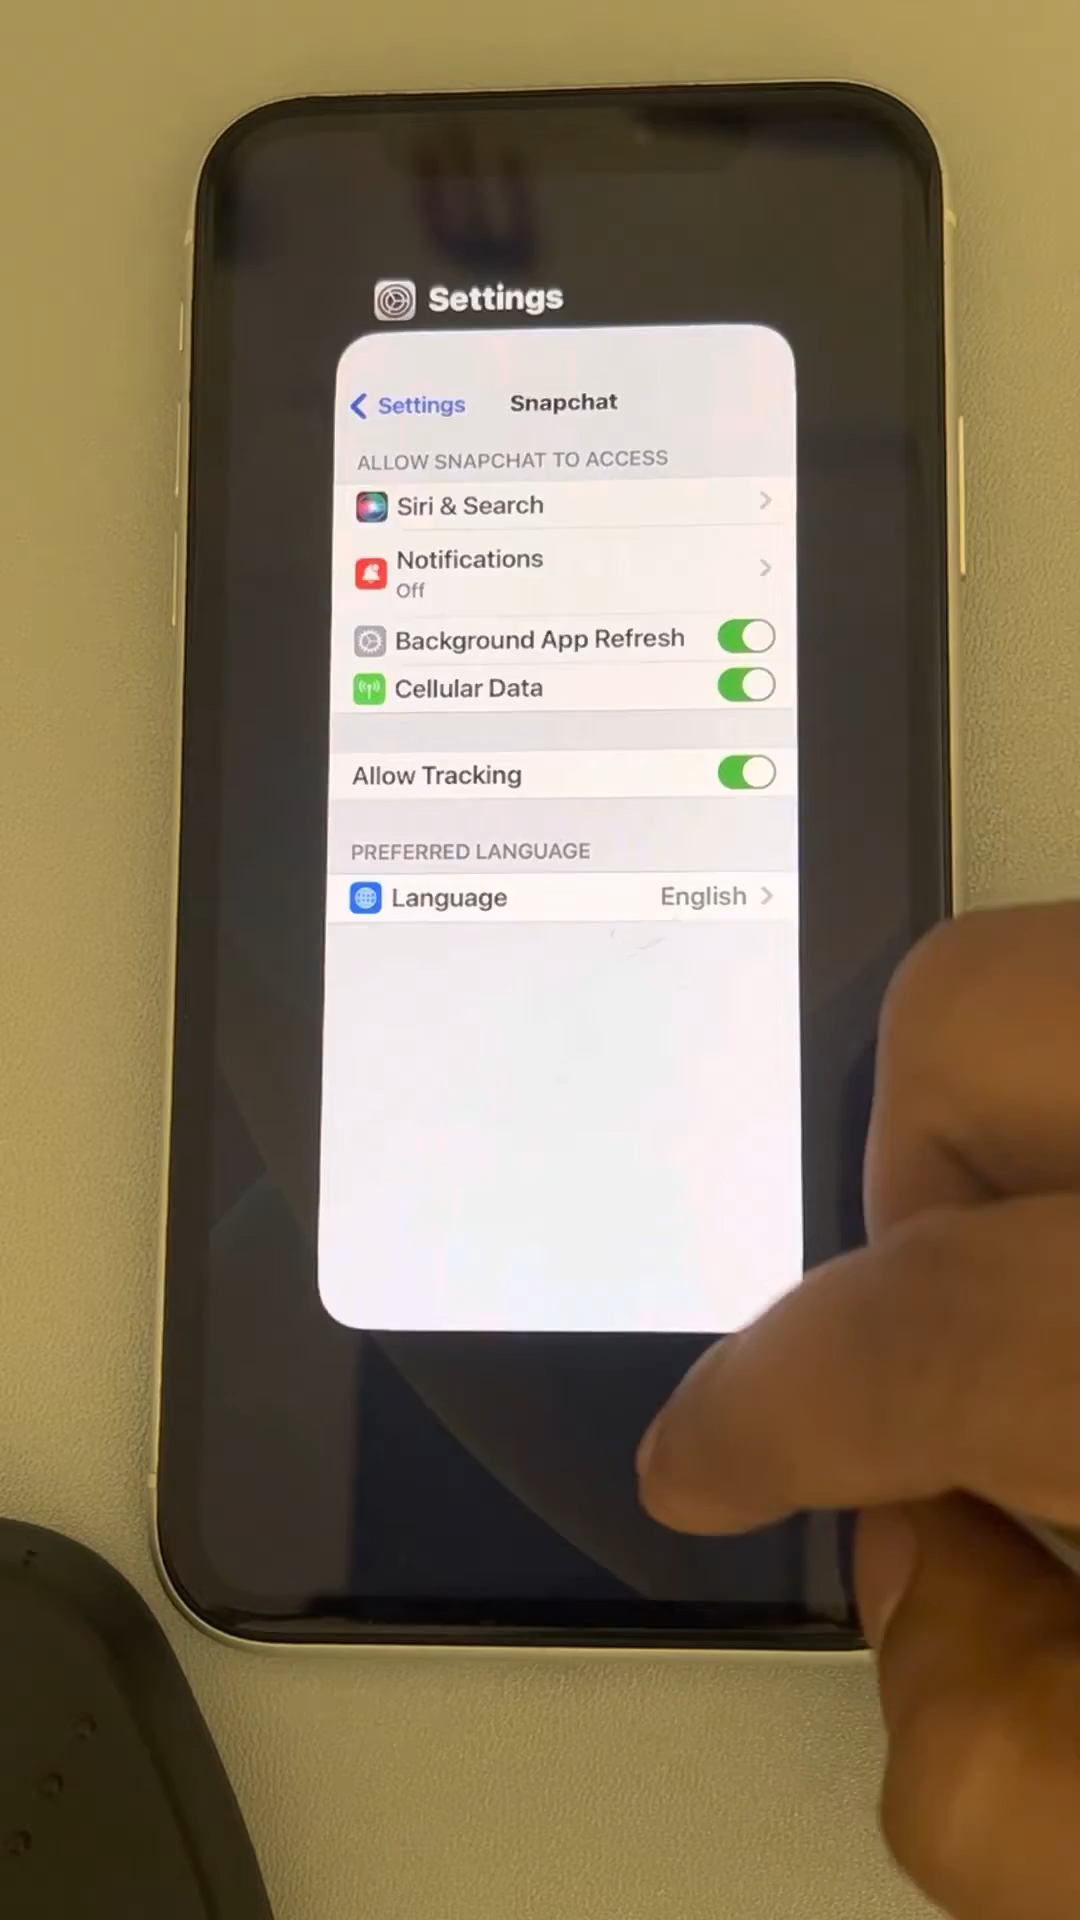 Settings
Settings
Snapchat
ALLOW SNAPCHAT TO ACCESS
Siri & Search
Notifications
Off
Background App Refresh
Cellular Data
Allow Tracking
PREFERRED LANGUAGE
Language
English